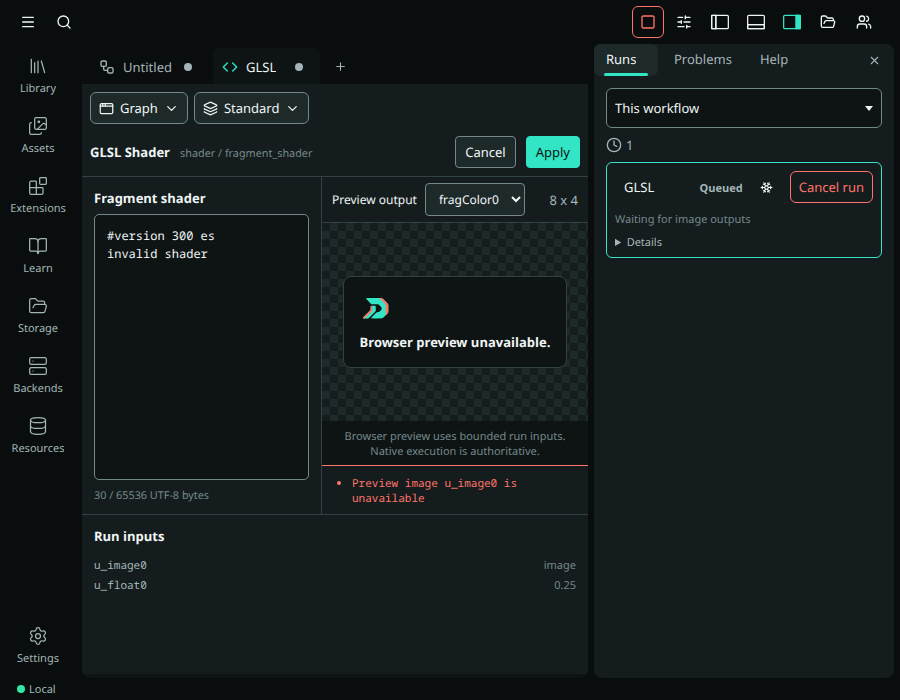 Untitled
GLSL
Runs
Problems
Help
Library
Assets
Extensions
Learn
Storage
Backends
Resources
Settings
Local
Graph
Standard
GLSL Shader
shader / fragment_shader
Cancel
Apply
Fragment shader
#version 300 es
invalid shader
30 / 65536 UTF-8 bytes
Preview output
fragColor0
8 x 4
Browser preview unavailable.
Browser preview uses bounded run inputs.
Native execution is authoritative.
Preview image u_image0 is
unavailable
Run inputs
u_image0
image
u_float0
0.25
This workflow
1
GLSL
Queued
Cancel run
Waiting for image outputs
Details